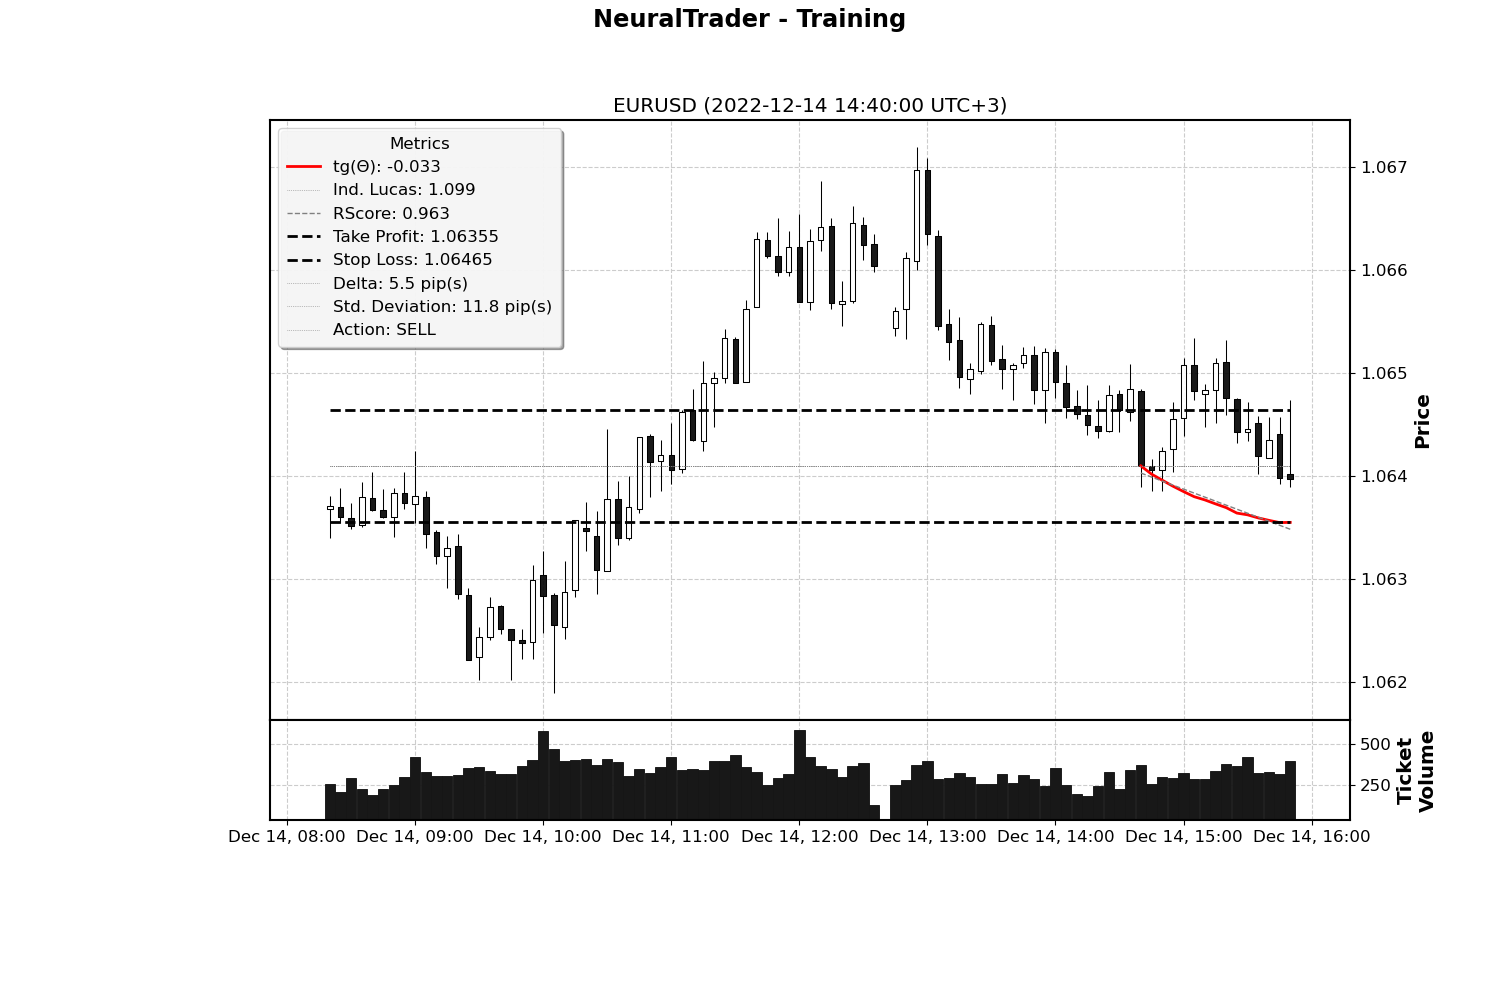 NeuralTrader - Training
EURUSD (2022-12-14 14:40:00 UTC+3)
Metrics
tg(Θ): -0.033
Ind. Lucas: 1.099
RScore: 0.963
Take Profit: 1.06355
Stop Loss: 1.06465
Delta: 5.5 pip(s)
Std. Deviation: 11.8 pip(s)
Action: SELL
1.067
1.066
1.065
1.064
1.063
1.062
Price
500
250
Ticket
Volume
Dec 14, 08:00 Dec 14, 09:00 Dec 14, 10:00 Dec 14, 11:00 Dec 14, 12:00 Dec 14, 13:00 Dec 14, 14:00 Dec 14, 15:00 Dec 14, 16:00